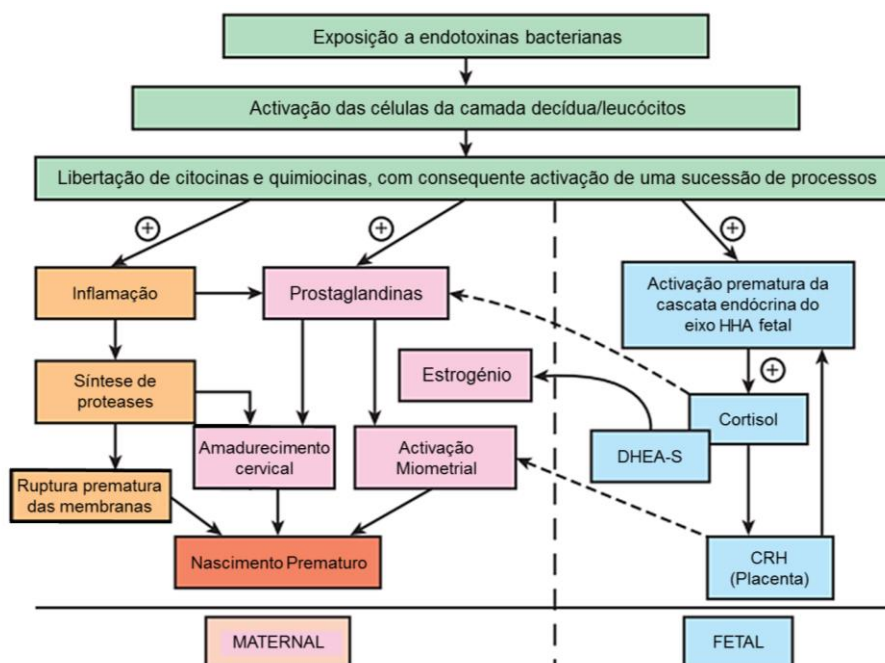 Exposição a endotoxinas bacterianas
Activação das células da camada decídua/leucócitos
Libertação de citocinas e quimiocinas, com consequente activação de uma sucessão de processos
+
+
+
Inflamação
Prostaglandinas
Activação prematura da
cascata endócrina do
eixo HHA fetal
+
Síntese de
proteases
Estrogénio
Cortisol
DHEA-S
Amadurecimento
cervical
Activação
Miometrial
Ruptura prematura
das membranas
Nascimento Prematuro
CRH
(Placenta)
MATERNAL
FETAL